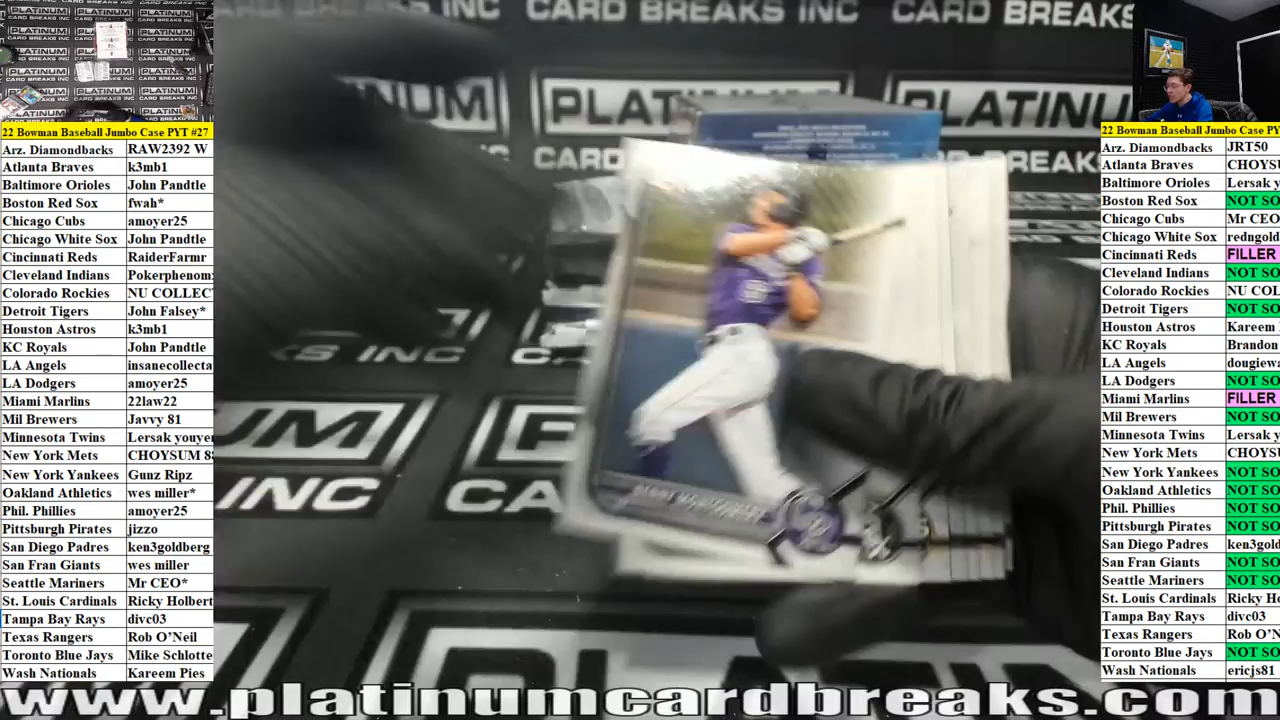 22 Bowman Baseball Jumbo Case PYT #27
Arz. Diamondbacks RAW2392 W
Atlanta Braves k3mb1
Baltimore Orioles John Pandtle
Boston Red Sox fwah*
Chicago Cubs amoyer25
Chicago White Sox John Pandtle
Cincinnati Reds RaiderFarmr
Cleveland Indians Pokerphenom
Colorado Rockies NU COLLEC
Detroit Tigers John Falsey*
Houston Astros k3mb1
KC Royals John Pandtle
LA Angels insanecollecta
LA Dodgers amoyer25
Miami Marlins 22law22
Mil Brewers Javvy 81
Minnesota Twins Lersak youye
New York Mets CHOYSUM 8
New York Yankees Gunz Ripz
Oakland Athletics wes miller*
Phil. Phillies amoyer25
Pittsburgh Pirates jizzo
San Diego Padres ken3goldberg
San Fran Giants wes miller
Seattle Mariners Mr CEO*
St. Louis Cardinals Ricky Holbert
Tampa Bay Rays divc03
Texas Rangers Rob O'Neil
Toronto Blue Jays Mike Schlotte
Wash Nationals Kareem Pies
PLATINUM
CARD BREAKS INC
PLATINUM
CARD BREAKS
22 Bowman Baseball Jumbo Case PY
Arz. Diamondbacks JRT50
Atlanta Braves CHOYSU
Baltimore Orioles Lersak
Boston Red Sox NOT SO
Chicago Cubs Mr CEO
Chicago White Sox redngold
Cincinnati Reds FILLER
Cleveland Indians NOT SO
Colorado Rockies NU COL
Detroit Tigers NOT SO
Houston Astros Kareem
KC Royals Brandon
LA Angels dougiewa
LA Dodgers NOT SO
Miami Marlins FILLER
Mil Brewers NOT SO
Minnesota Twins Lersak y
New York Mets CHOYSU
New York Yankees NOT SO
Oakland Athletics NOT SO
Phil. Phillies NOT SO
Pittsburgh Pirates NOT SO
San Diego Padres ken3gold
San Fran Giants NOT SO
Seattle Mariners NOT SO
St. Louis Cardinals Ricky Ho
Tampa Bay Rays divc03
Texas Rangers Rob O'N
Toronto Blue Jays NOT SO
Wash Nationals ericjs81
www.platinumcardbreaks.com